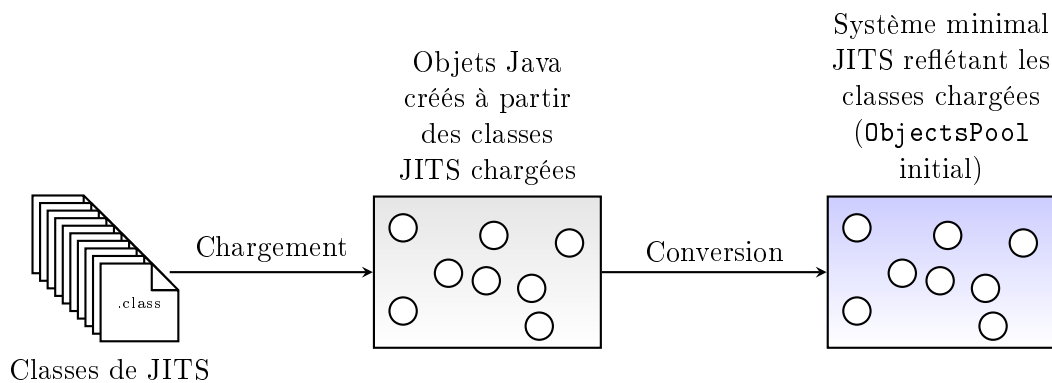 Système minimal
JITS reflétant les
classes chargées
(ObjectsPool
initial)
Objets Java
créés à partir
des classes
JITS chargées
Chargement
Conversion
.class
Classes de JITS